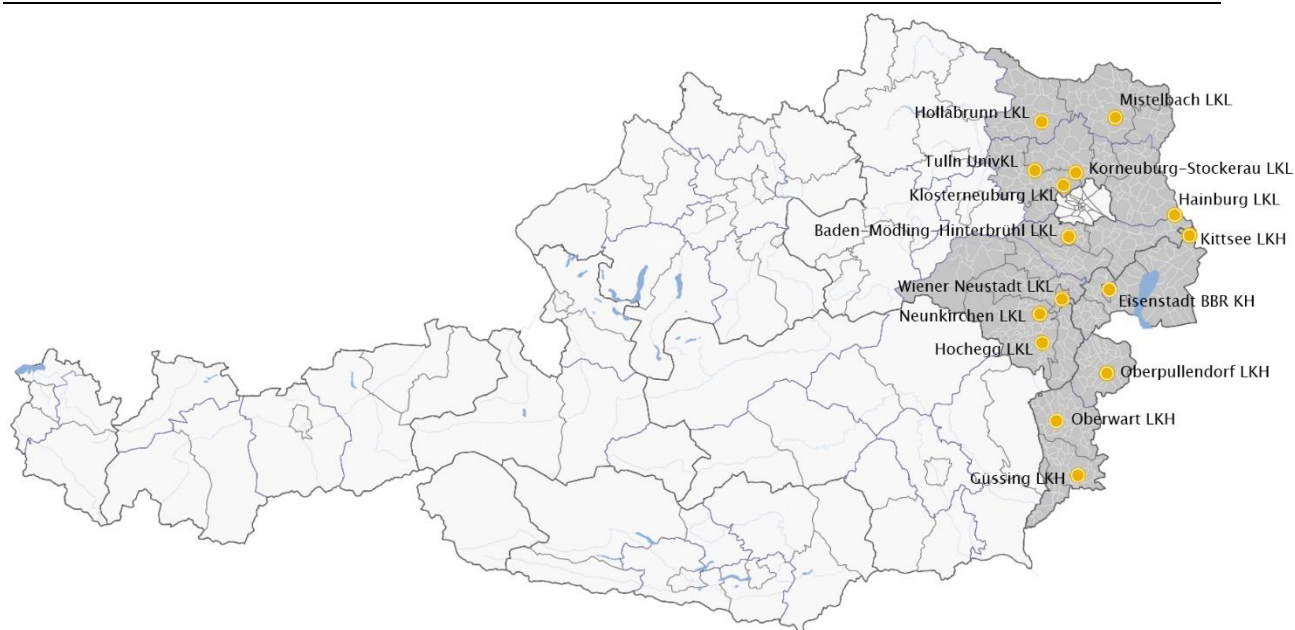 Mistelbach LKL
Hollabrunn LKL
Tulln UnivKL
Korneuburg-Stockerau LKL
Klosterneuburg LKL
Hainburg LKL
Baden-Mödling-Hinterbrühl LKL
Kittsee LKH
Wiener Neustadt LKL
Eisenstadt BBR KH
Neunkirchen LKL
Hochegg LKL
Oberpullendorf LKH
Oberwart LKH
Güssing LKH